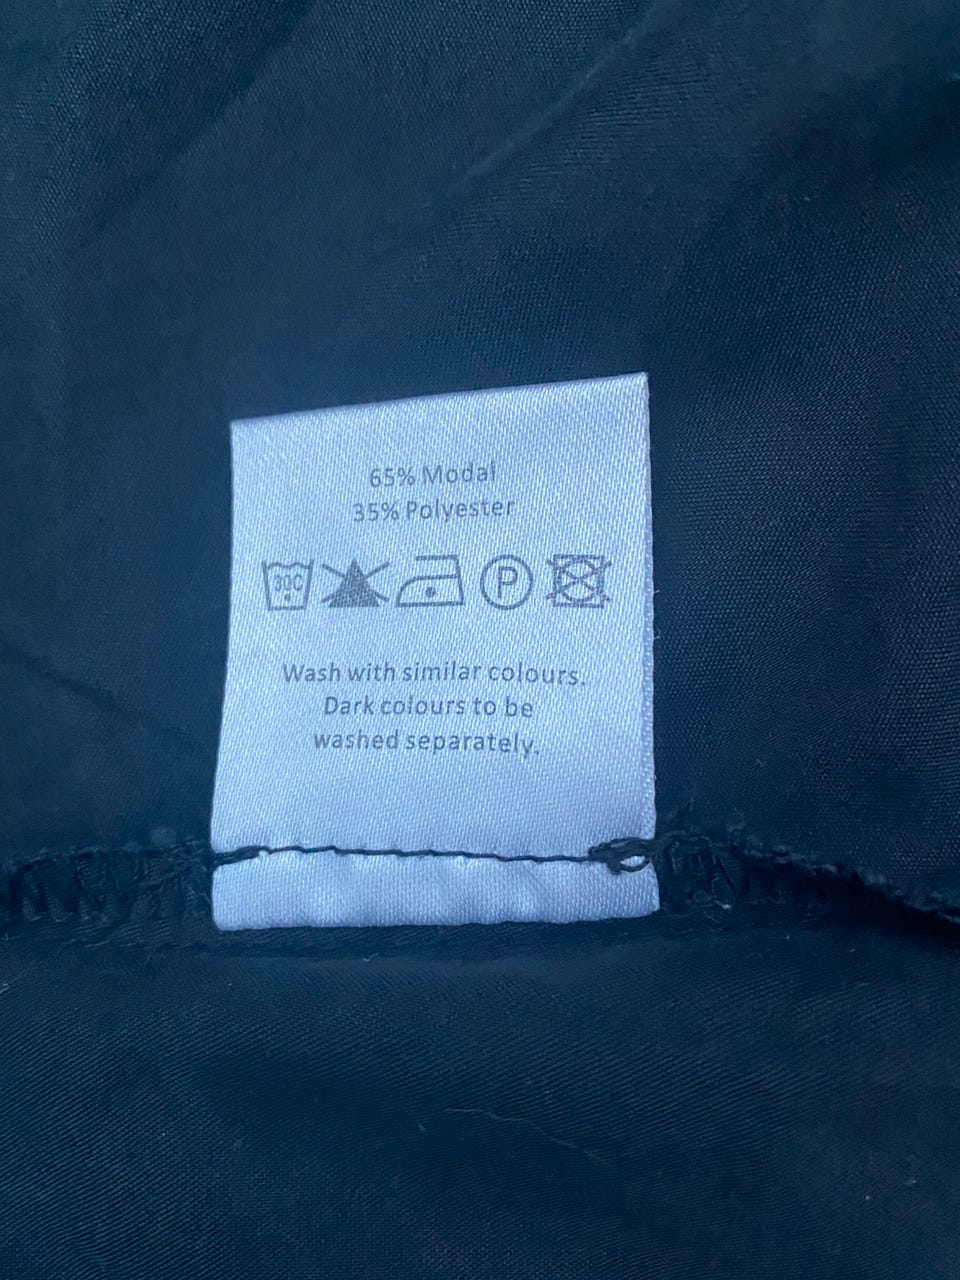 65% Modal
35% Polyester
30C P
Wash with similar colours.
Dark colours to be
washed separately.